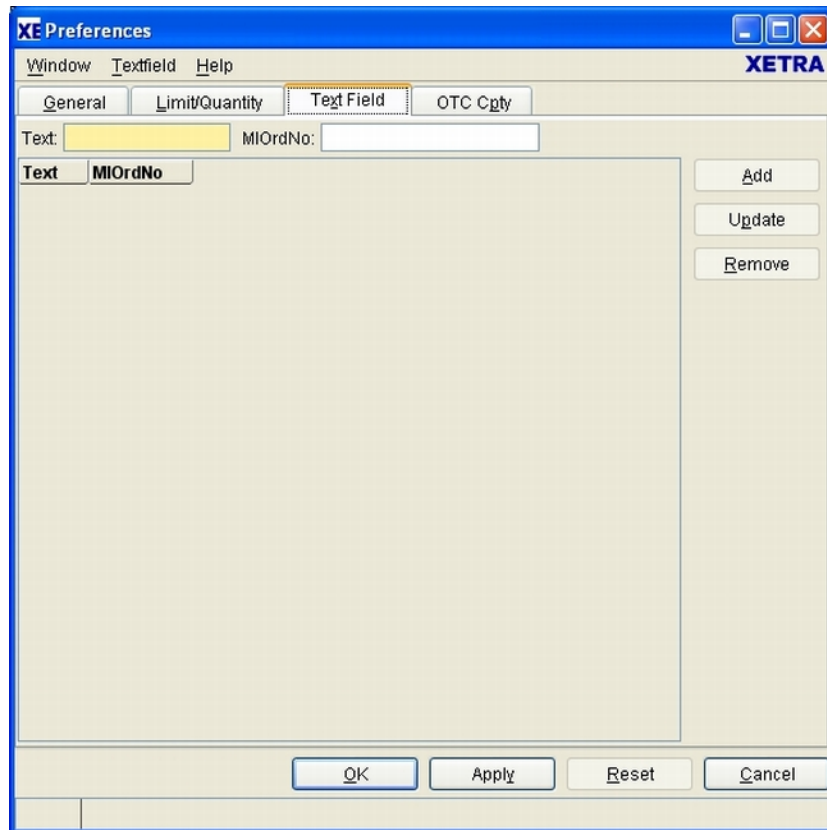 XE Preferences
Window Textfield Help XETRA
General Limit/Quantity Text Field OTC Cpty
Text: MIOrdNo:
Text MIOrdNo
Add
Update
Remove
OK Apply Reset Cancel